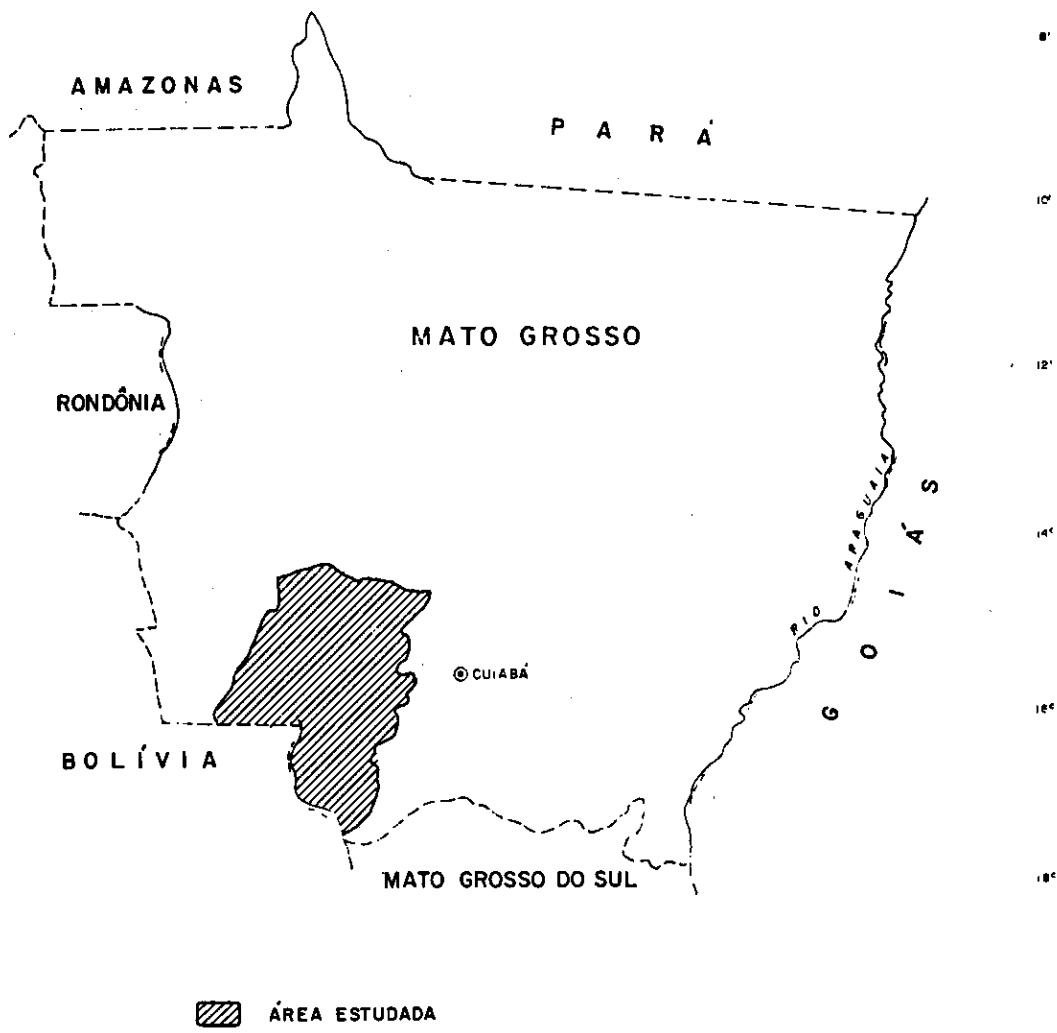 8°
AMAZONAS
PARÁ
10°
MATO GROSSO
12°
RONDÔNIA
RIO ARAGUAIA
GOIÁS
14°
CUIABÁ
16°
BOLÍVIA
MATO GROSSO DO SUL
18°
ÁREA ESTUDADA